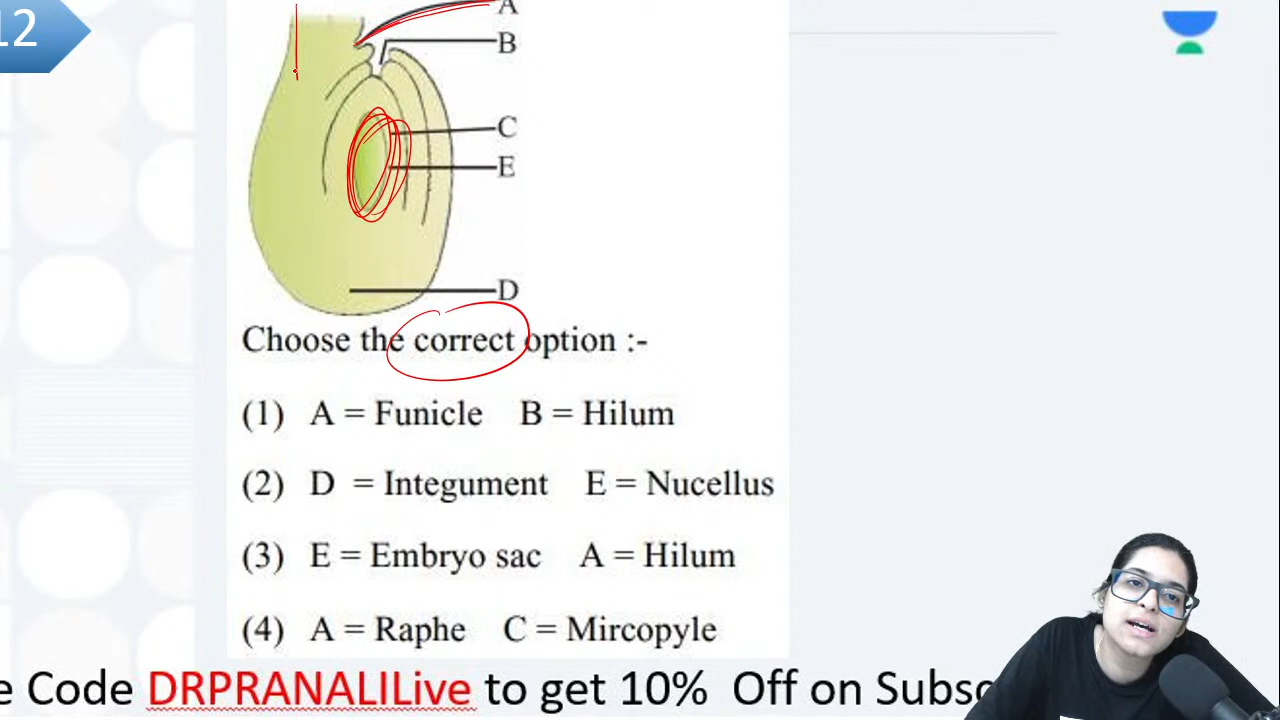 12
A
B
C
E
D
Choose the correct option :-
(1) A = Funicle B = Hilum
(2) D = Integument E = Nucellus
(3) E = Embryo sac A = Hilum
(4) A = Raphe C = Mircopyle
e Code DRPRANALILive to get 10% Off on Subsc